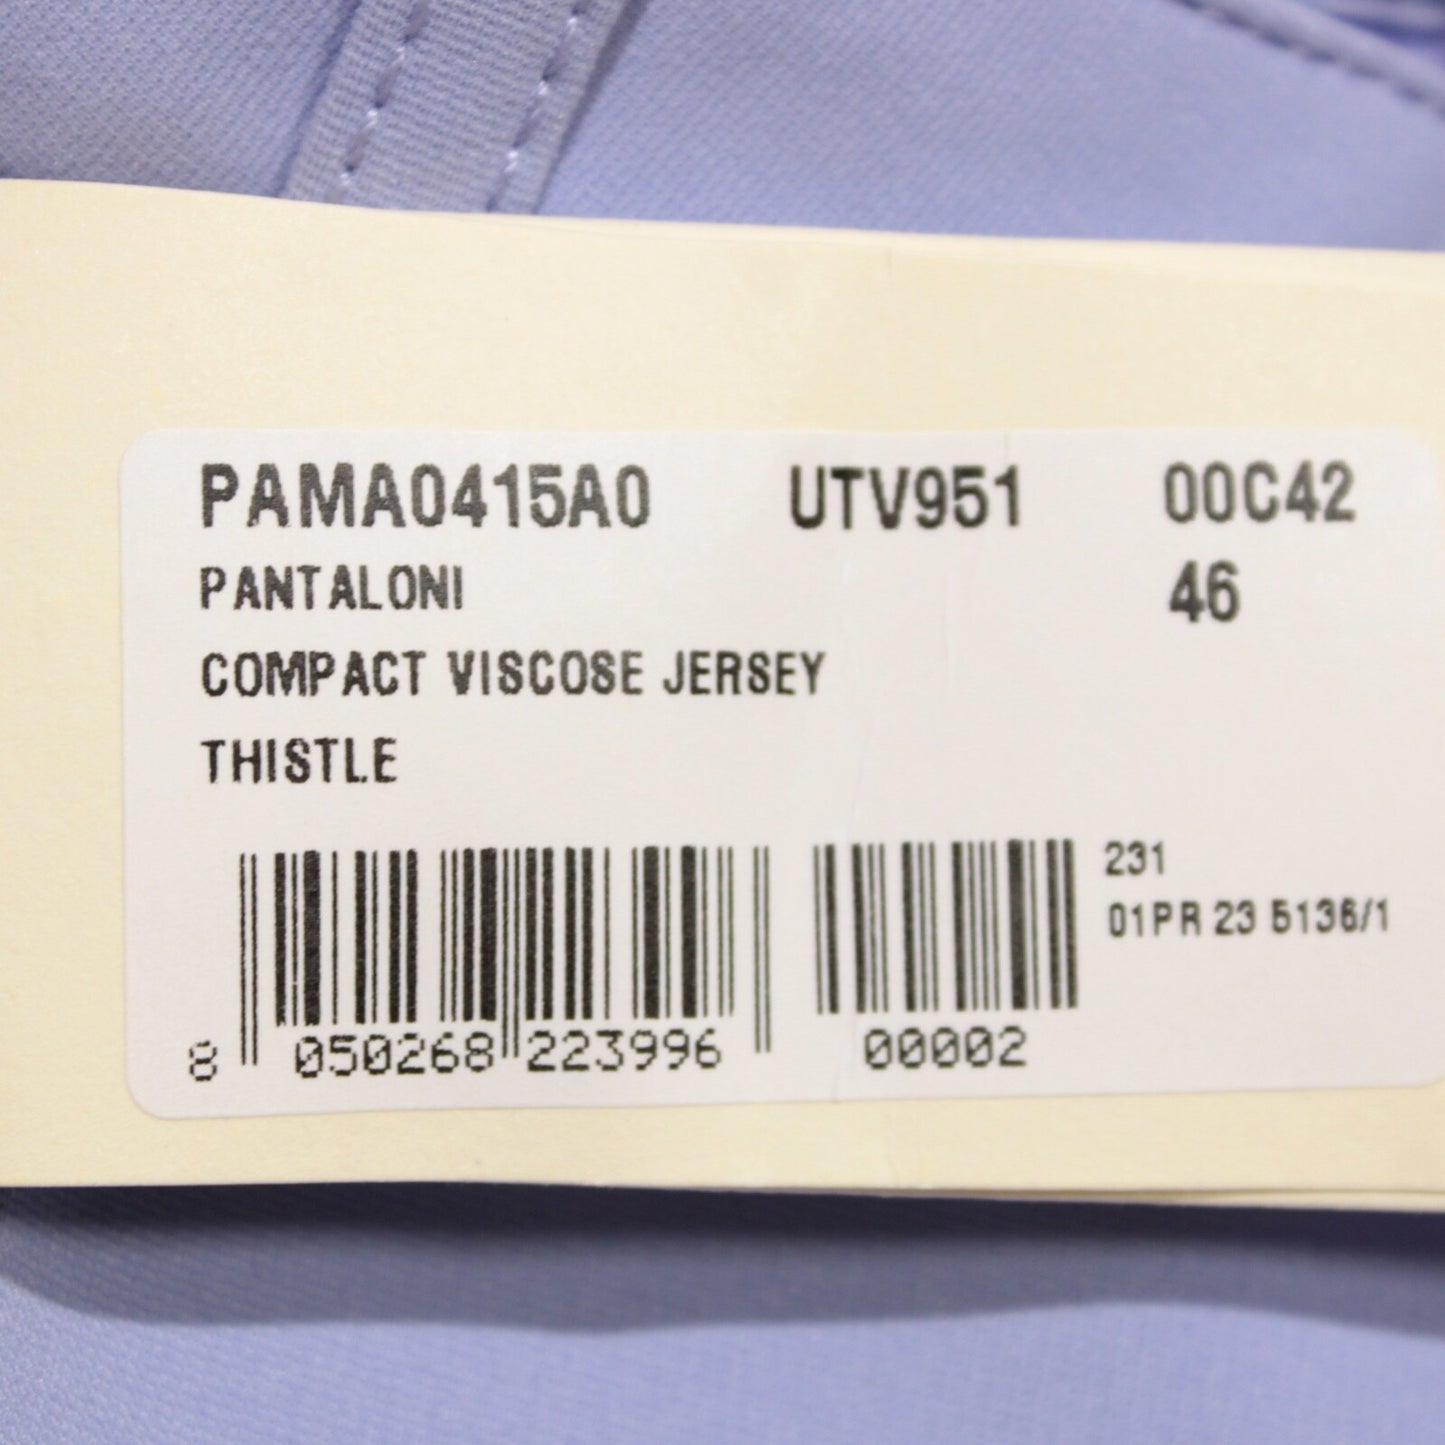 PAMA0415A0 UTV951 00C42
PANTALONI 46
COMPACT VISCOSE JERSEY
THISTLE
231
01PR 23 5136/1
8 050268 223996 00002